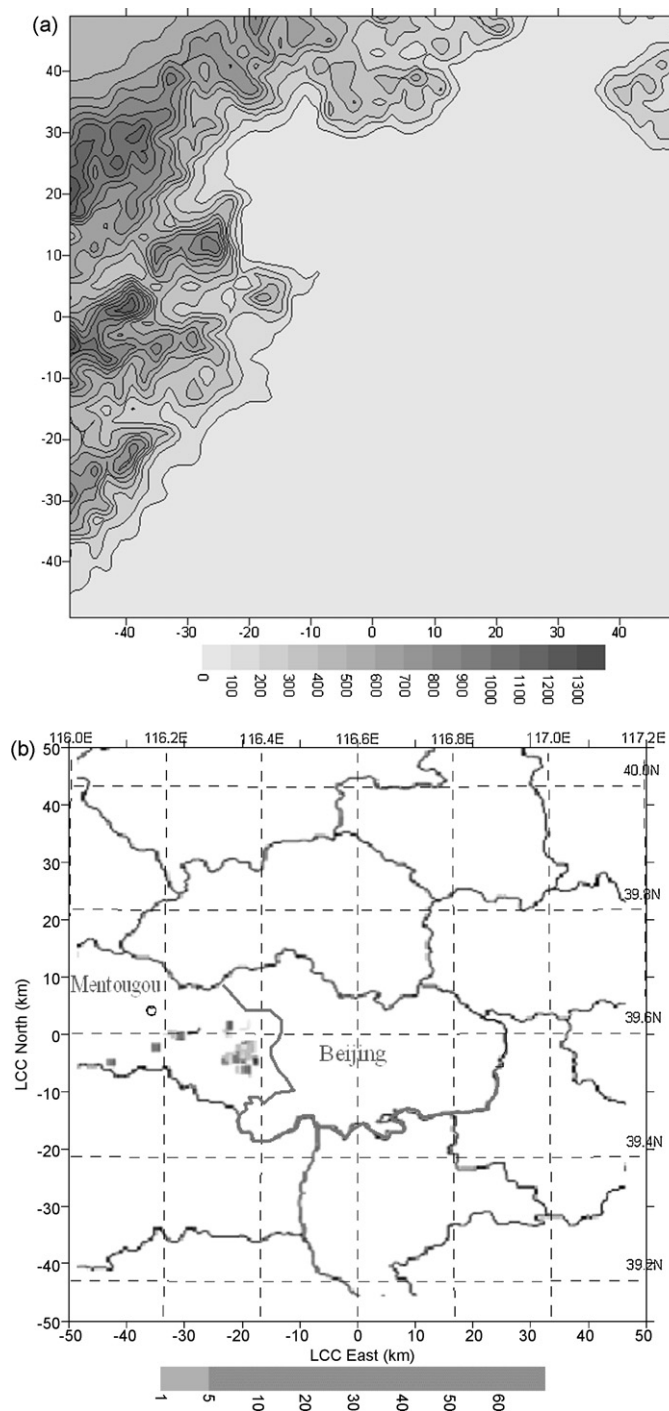 (a)
40
30
20
10
0
-10
-20
-30
-40
-40 -30 -20 -10 0 10 20 30 40
0 100 200 300 400 500 600 700 800 900 1000 1100 1200 1300
(b)
116.0E 116.2E 116.4E 116.6E 116.8E 117.0E 117.2E
50
40.0N
40
30
39.8N
20
10
Mentougou
39.6N
0
Beijing
LCC North (km)
-10
-20
39.4N
-30
-40
39.2N
-50
-50 -40 -30 -20 -10 0 10 20 30 40 50
LCC East (km)
1 5 10 20 30 40 50 60